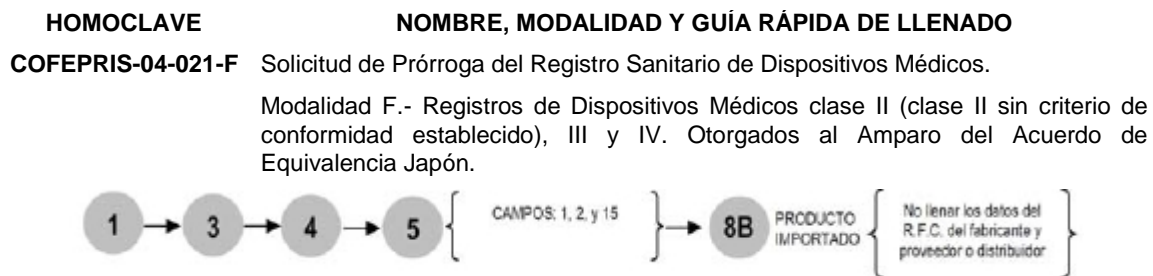 HOMOCLAVE NOMBRE, MODALIDAD Y GUÍA RÁPIDA DE LLENADO
COFEPRIS-04-021-F Solicitud de Prórroga del Registro Sanitario de Dispositivos Médicos.
Modalidad F.- Registros de Dispositivos Médicos clase II (clase II sin criterio de
conformidad establecido), III y IV. Otorgados al Amparo del Acuerdo de
Equivalencia Japón.
1 3 4 5 CAMPOS: 1, 2, y 15 8B PRODUCTO
IMPORTADO
No llenar los datos del
R.F.C. del fabricante y
proveedor o distribuidor